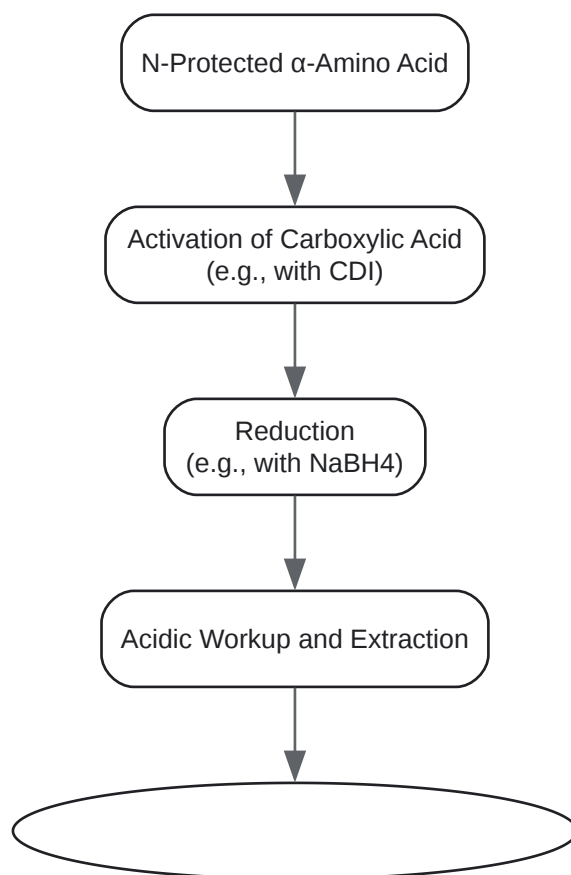 N-Protected α-Amino Acid
Activation of Carboxylic Acid
(e.g., with CDI)
Reduction
(e.g., with NaBH4)
Acidic Workup and Extraction